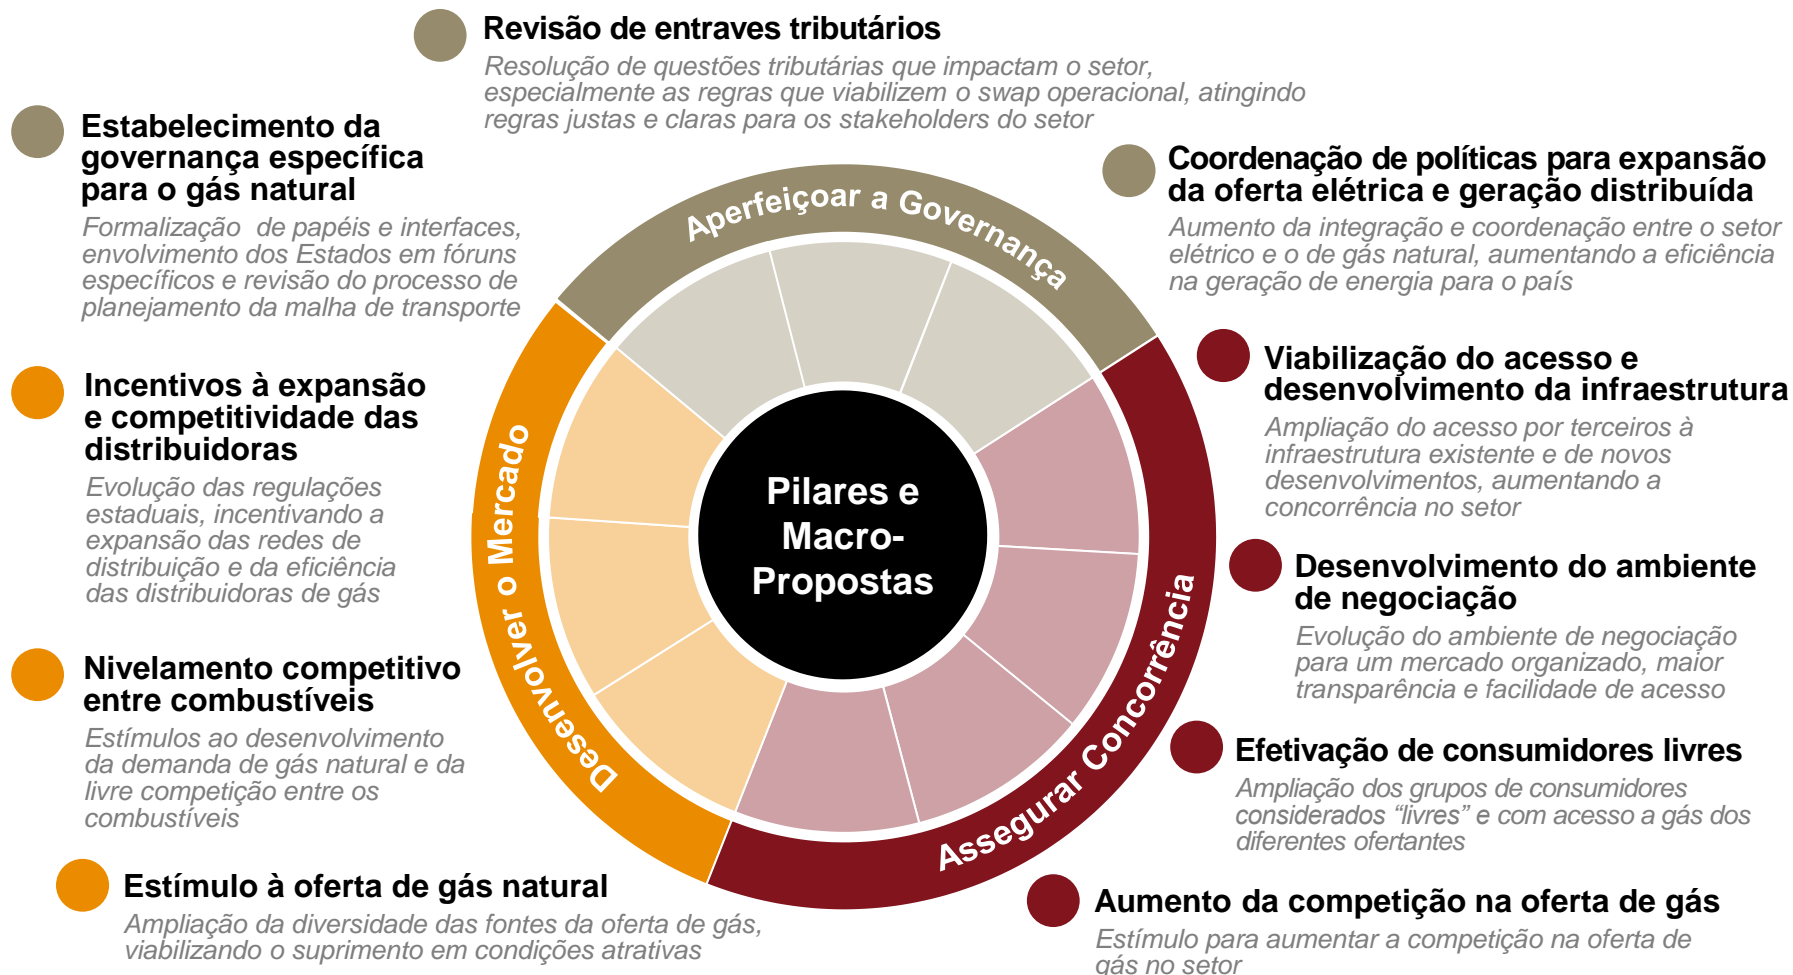 Revisão de entraves tributários
Resolução de questões tributárias que impactam o setor,
especialmente as regras que viabilizem o swap operacional, atingindo
regras justas e claras para os stakeholders do setor
Estabelecimento da
governança específica
para o gás natural
Formalização de papéis e interfaces,
envolvimento dos Estados em fóruns
específicos e revisão do processo de
planejamento da malha de transporte
Coordenação de políticas para expansão
da oferta elétrica e geração distribuída
Aumento da integração e coordenação entre o setor
elétrico e o de gás natural, aumentando a eficiência
na geração de energia para o país
Aperfeiçoar a Governança
Incentivos à expansão
e competitividade das
distribuidoras
Evolução das regulações
estaduais, incentivando a
expansão das redes de
distribuição e da eficiência
das distribuidoras de gás
Desenvolver o Mercado
Pilares e
Macro-
Propostas
Assegurar Concorrência
Viabilização do acesso e
desenvolvimento da infraestrutura
Ampliação do acesso por terceiros à
infraestrutura existente e de novos
desenvolvimentos, aumentando a
concorrência no setor
Desenvolvimento do ambiente
de negociação
Evolução do ambiente de negociação
para um mercado organizado, maior
transparência e facilidade de acesso
Nivelamento competitivo
entre combustíveis
Estímulos ao desenvolvimento
da demanda de gás natural e da
livre competição entre os
combustíveis
Efetivação de consumidores livres
Ampliação dos grupos de consumidores
considerados “livres” e com acesso a gás dos
diferentes ofertantes
Estímulo à oferta de gás natural
Ampliação da diversidade das fontes da oferta de gás,
viabilizando o suprimento em condições atrativas
Aumento da competição na oferta de gás
Estímulo para aumentar a competição na oferta de
gás no setor